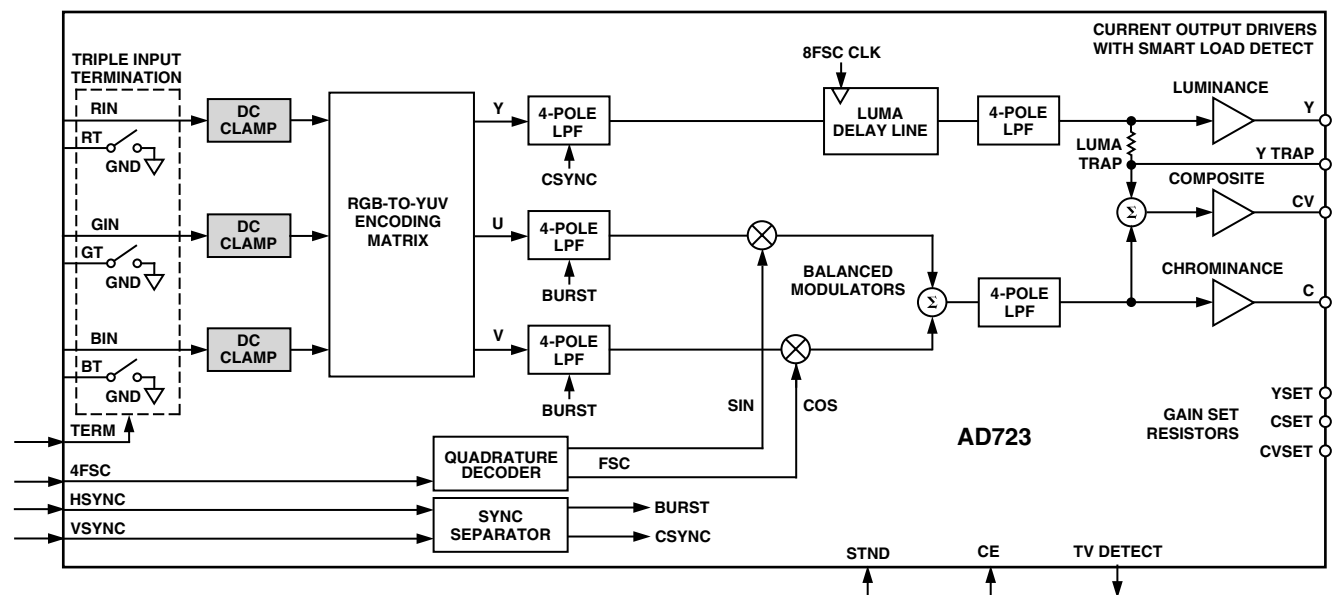 CURRENT OUTPUT DRIVERS
WITH SMART LOAD DETECT
TRIPLE INPUT
TERMINATION
8FSC CLK
LUMINANCE
RIN
DC
CLAMP
Y
4-POLE
LPF
LUMA
DELAY LINE
4-POLE
LPF
Y
RT
GND
LUMA
TRAP
Y TRAP
CSYNC
COMPOSITE
RGB-TO-YUV
ENCODING
MATRIX
GIN
DC
CLAMP
U
4-POLE
LPF
Σ
CV
GT
GND
BURST
BALANCED
MODULATORS
CHROMINANCE
Σ
4-POLE
LPF
C
BIN
DC
CLAMP
V
4-POLE
LPF
BT
GND
BURST
SIN
COS
YSET
GAIN SET
RESISTORS
CSET
CVSET
TERM
AD723
4FSC
QUADRATURE
DECODER
FSC
HSYNC
VSYNC
SYNC
SEPARATOR
BURST
CSYNC
STND
CE
TV DETECT